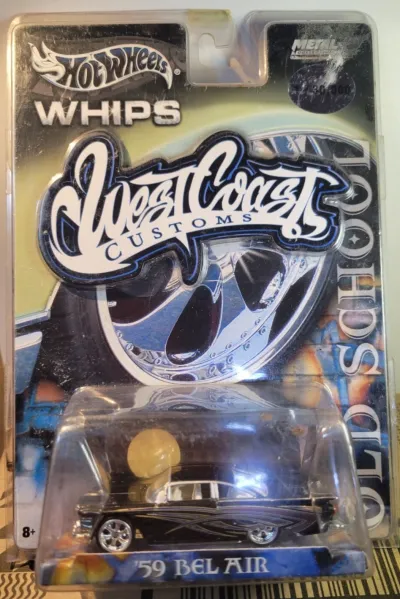 HOT WHEELS
METAL
WHIPS
West Coast
CUSTOMS
OLD SCHOOL
8+
'59 BEL AIR